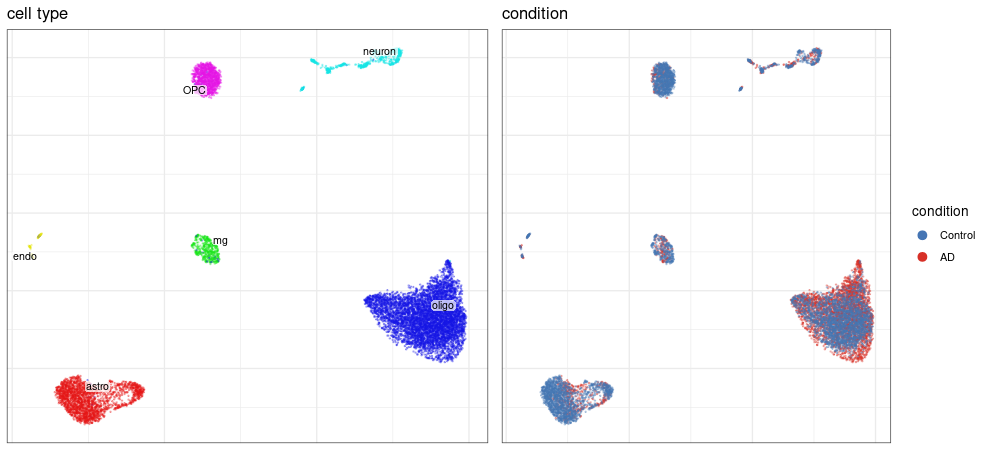 cell type
neuron
OPC
mg
endo
oligo
astro
condition
condition
Control
AD